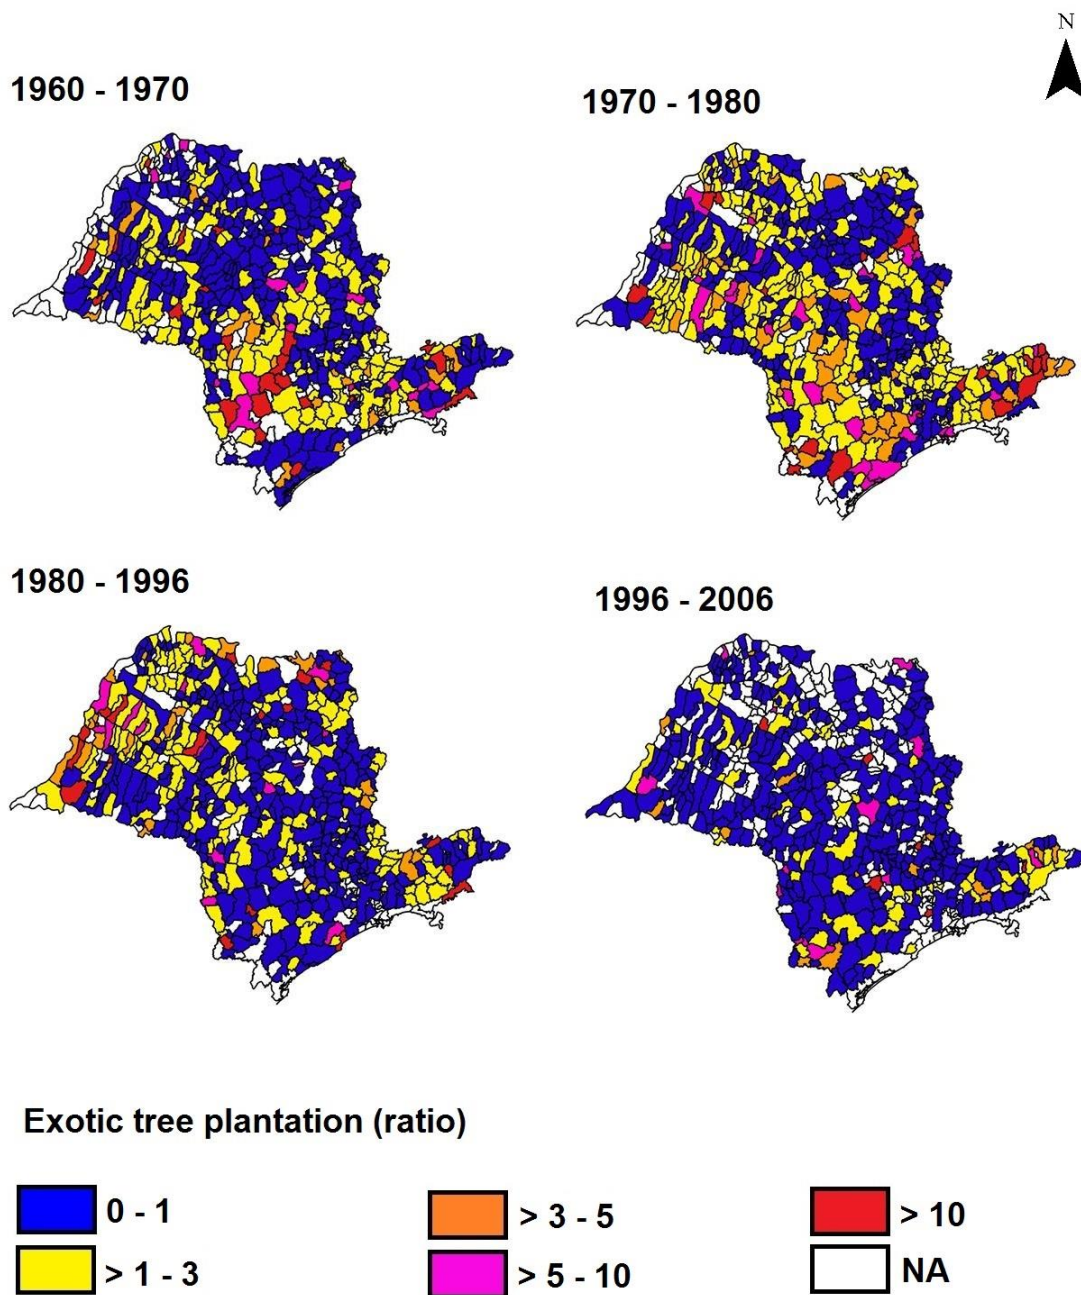 N
1960 - 1970
1970 - 1980
1980 - 1996
1996 - 2006
Exotic tree plantation (ratio)
0 - 1
> 3 - 5
> 10
> 1 - 3
> 5 - 10
NA